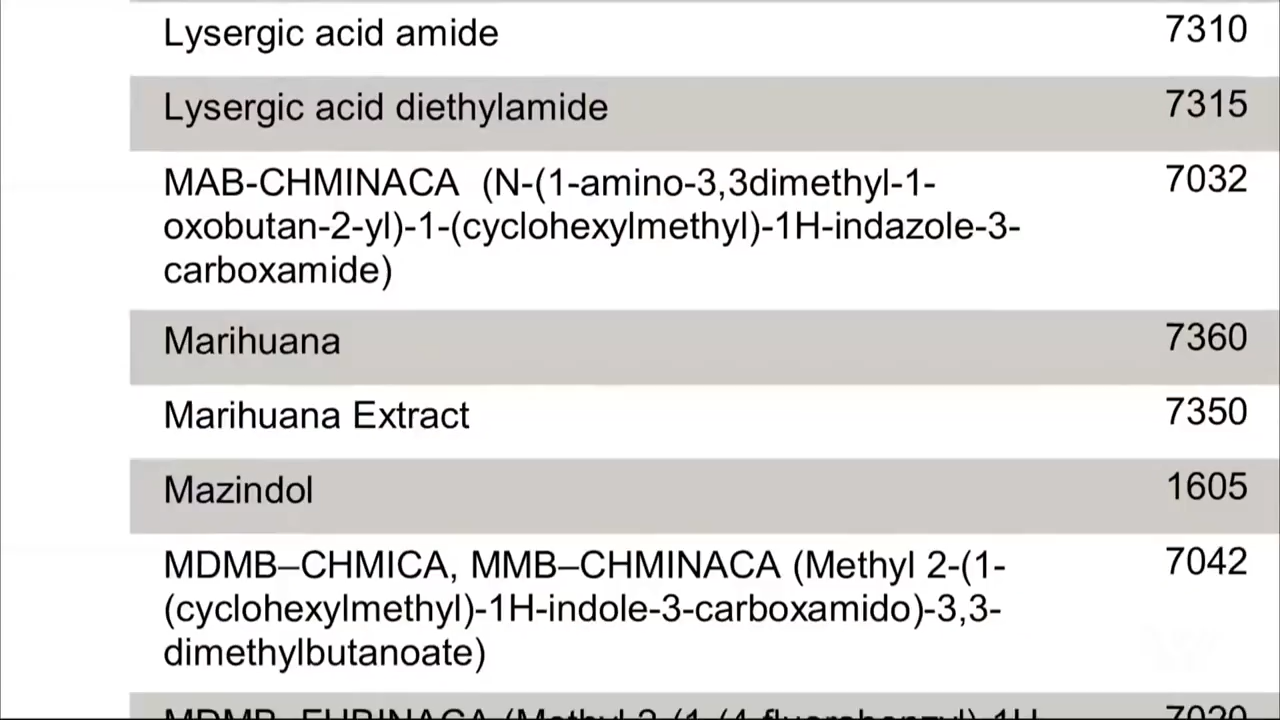 Lysergic acid amide 7310
Lysergic acid diethylamide 7315
MAB-CHMINACA (N-(1-amino-3,3dimethyl-1- 7032
oxobutan-2-yl)-1-(cyclohexylmethyl)-1H-indazole-3-
carboxamide)
Marihuana 7360
Marihuana Extract 7350
Mazindol 1605
MDMB–CHMICA, MMB–CHMINACA (Methyl 2-(1- 7042
(cyclohexylmethyl)-1H-indole-3-carboxamido)-3,3-
dimethylbutanoate)